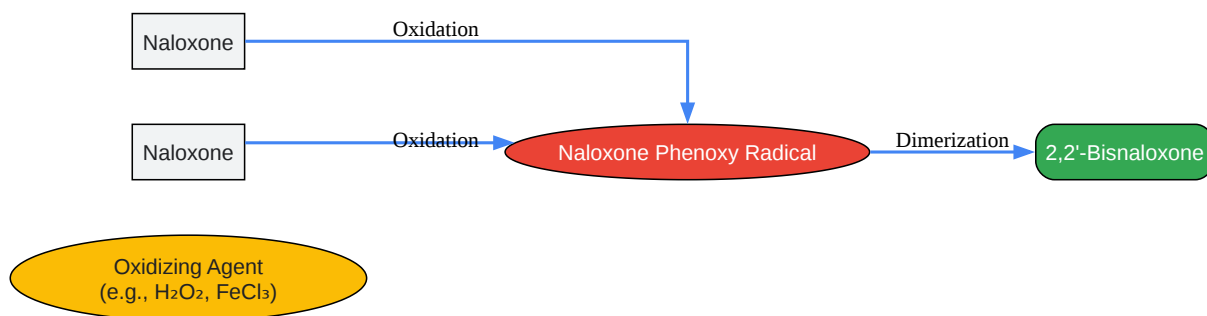 Naloxone
Oxidation
Naloxone
Oxidation
Naloxone Phenoxy Radical
Dimerization
2,2'-Bisnaloxone
Oxidizing Agent
(e.g., H₂O₂, FeCl₃)